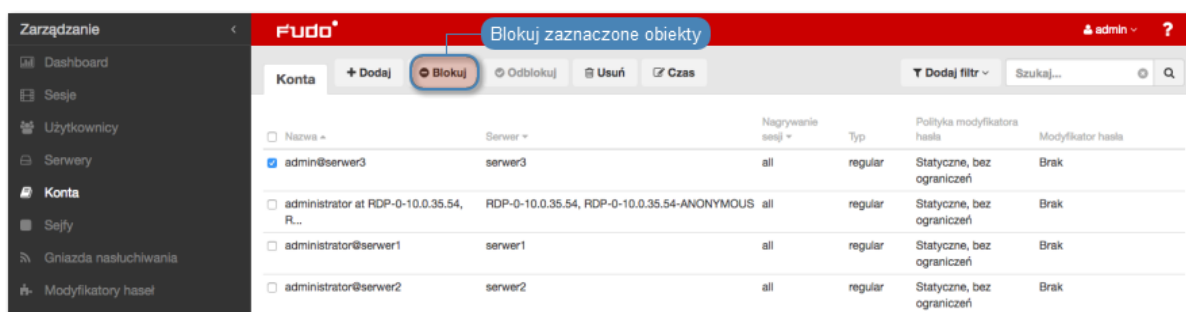 Zarządzanie
Fudo
Blokuj zaznaczone obiekty
admin
?
Dashboard
Sesje
Użytkownicy
Serwery
Konta
Sejfy
Gniazda nasłuchiwania
Modyfikatory haseł
Konta
+ Dodaj
Blokuj
Odblokuj
Usuń
Czas
Dodaj filtr
Szukaj...
Nazwa Serwer Nagrywanie sesji Typ Polityka modyfikatora hasła Modyfikator hasła
admin@serwer3 serwer3 all regular Statyczne, bez ograniczeń Brak
administrator at RDP-0-10.0.35.54, R... RDP-0-10.0.35.54, RDP-0-10.0.35.54-ANONYMOUS all regular Statyczne, bez ograniczeń Brak
administrator@serwer1 serwer1 all regular Statyczne, bez ograniczeń Brak
administrator@serwer2 serwer2 all regular Statyczne, bez ograniczeń Brak